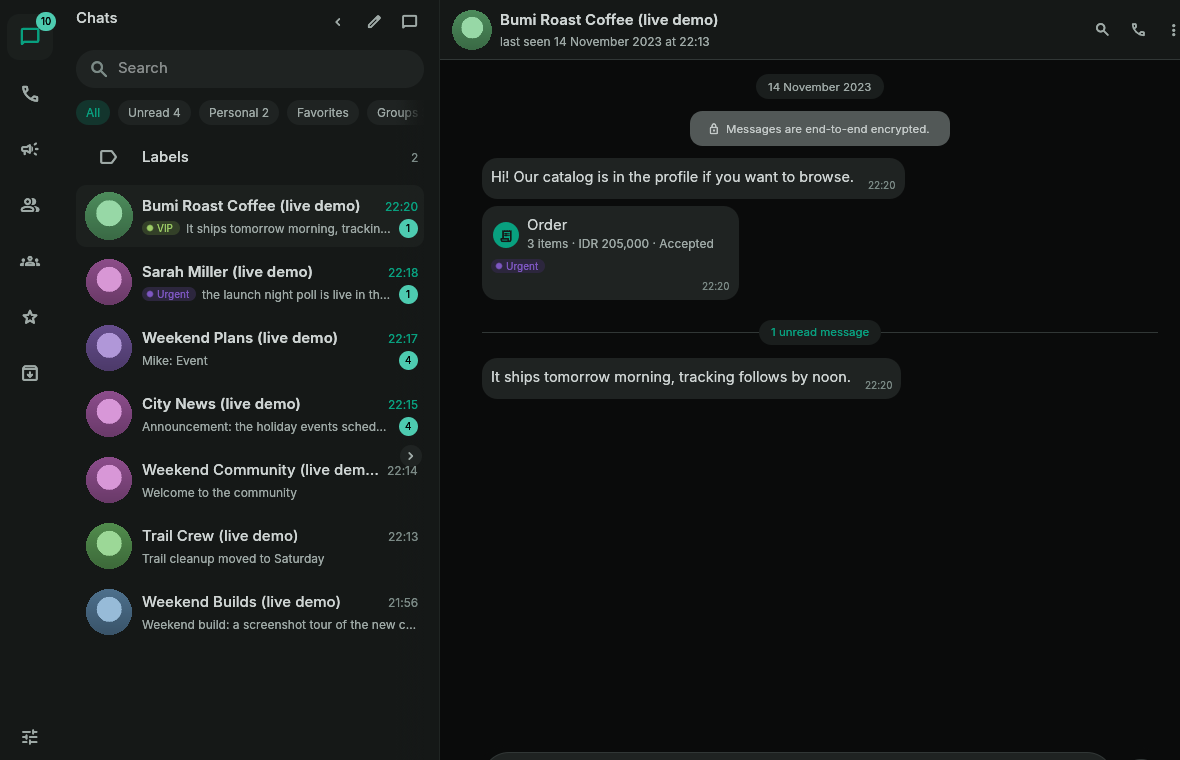 10
Chats
Search
All
Unread 4
Personal 2
Favorites
Groups
Labels
2
Bumi Roast Coffee (live demo)
22:20
VIP
It ships tomorrow morning, trackin...
1
Sarah Miller (live demo)
22:18
Urgent
the launch night poll is live in th...
1
Weekend Plans (live demo)
22:17
Mike: Event
4
City News (live demo)
22:15
Announcement: the holiday events sched...
4
Weekend Community (live dem...
22:14
Welcome to the community
Trail Crew (live demo)
22:13
Trail cleanup moved to Saturday
Weekend Builds (live demo)
21:56
Weekend build: a screenshot tour of the new c...
Bumi Roast Coffee (live demo)
last seen 14 November 2023 at 22:13
14 November 2023
Messages are end-to-end encrypted.
Hi! Our catalog is in the profile if you want to browse.
22:20
Order
3 items · IDR 205,000 · Accepted
Urgent
22:20
1 unread message
It ships tomorrow morning, tracking follows by noon.
22:20